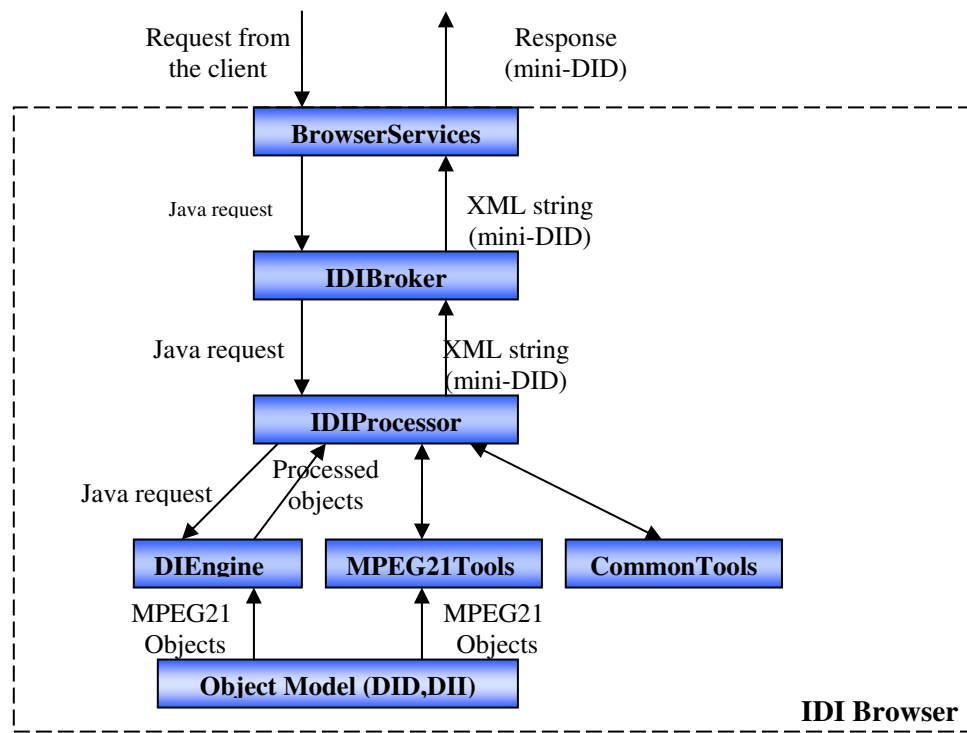 Request from
the client
Response
(mini-DID)
BrowserServices
Java request
XML string
(mini-DID)
IDIBroker
Java request
XML string
(mini-DID)
IDIProcessor
Java request
Processed
objects
DIEngine
MPEG21Tools
CommonTools
MPEG21
Objects
MPEG21
Objects
Object Model (DID,DII)
IDI Browser